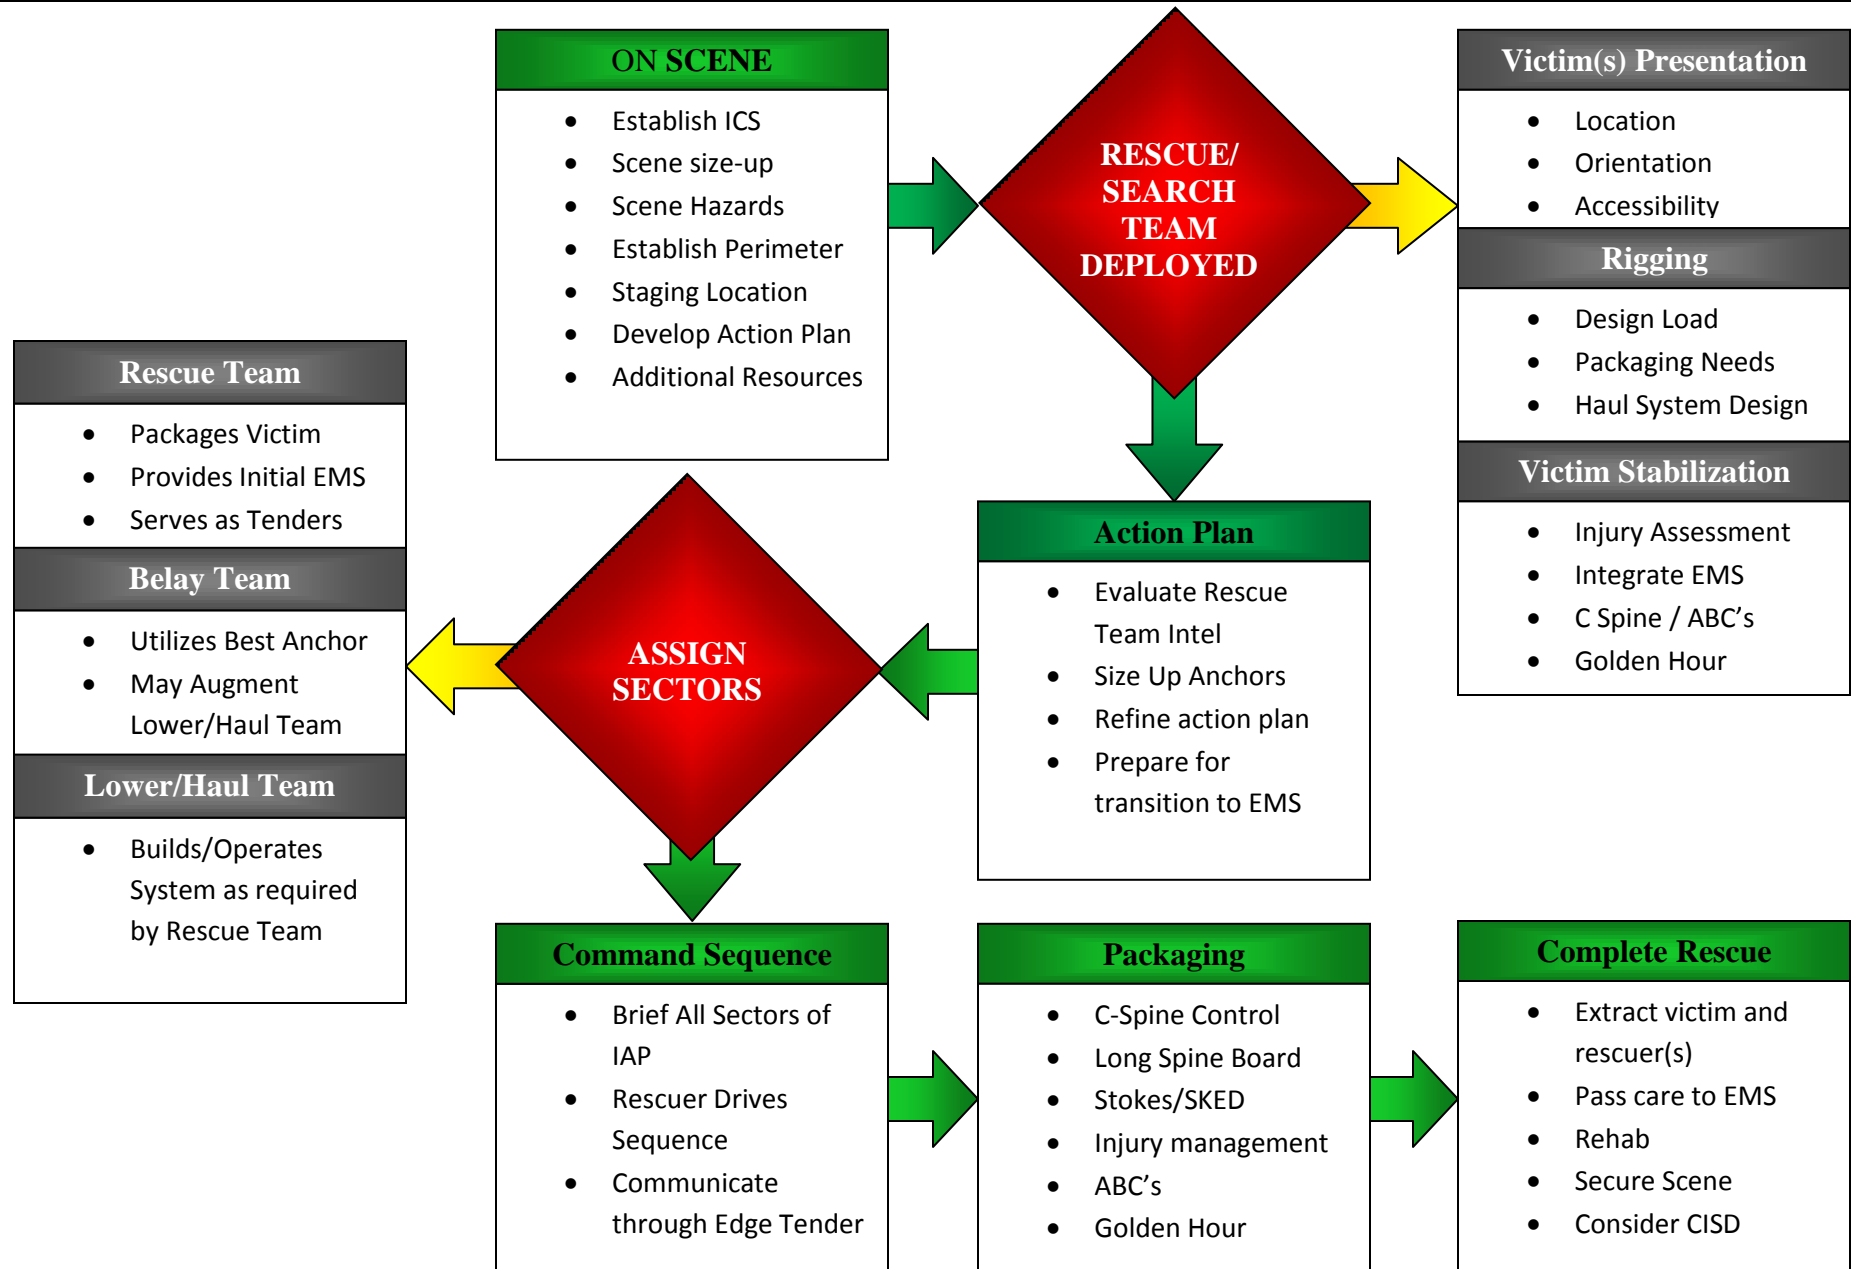 ON SCENE
• Establish ICS
• Scene size-up
• Scene Hazards
• Establish Perimeter
• Staging Location
• Develop Action Plan
• Additional Resources
RESCUE/
SEARCH
TEAM
DEPLOYED
Victim(s) Presentation
• Location
• Orientation
• Accessibility
Rigging
• Design Load
• Packaging Needs
• Haul System Design
Victim Stabilization
• Injury Assessment
• Integrate EMS
• C Spine / ABC’s
• Golden Hour
Action Plan
• Evaluate Rescue
Team Intel
• Size Up Anchors
• Refine action plan
• Prepare for
transition to EMS
ASSIGN
SECTORS
Rescue Team
• Packages Victim
• Provides Initial EMS
• Serves as Tenders
Belay Team
• Utilizes Best Anchor
• May Augment
Lower/Haul Team
Lower/Haul Team
• Builds/Operates
System as required
by Rescue Team
Command Sequence
• Brief All Sectors of
IAP
• Rescuer Drives
Sequence
• Communicate
through Edge Tender
Packaging
• C-Spine Control
• Long Spine Board
• Stokes/SKED
• Injury management
• ABC’s
• Golden Hour
Complete Rescue
• Extract victim and
rescuer(s)
• Pass care to EMS
• Rehab
• Secure Scene
• Consider CISD